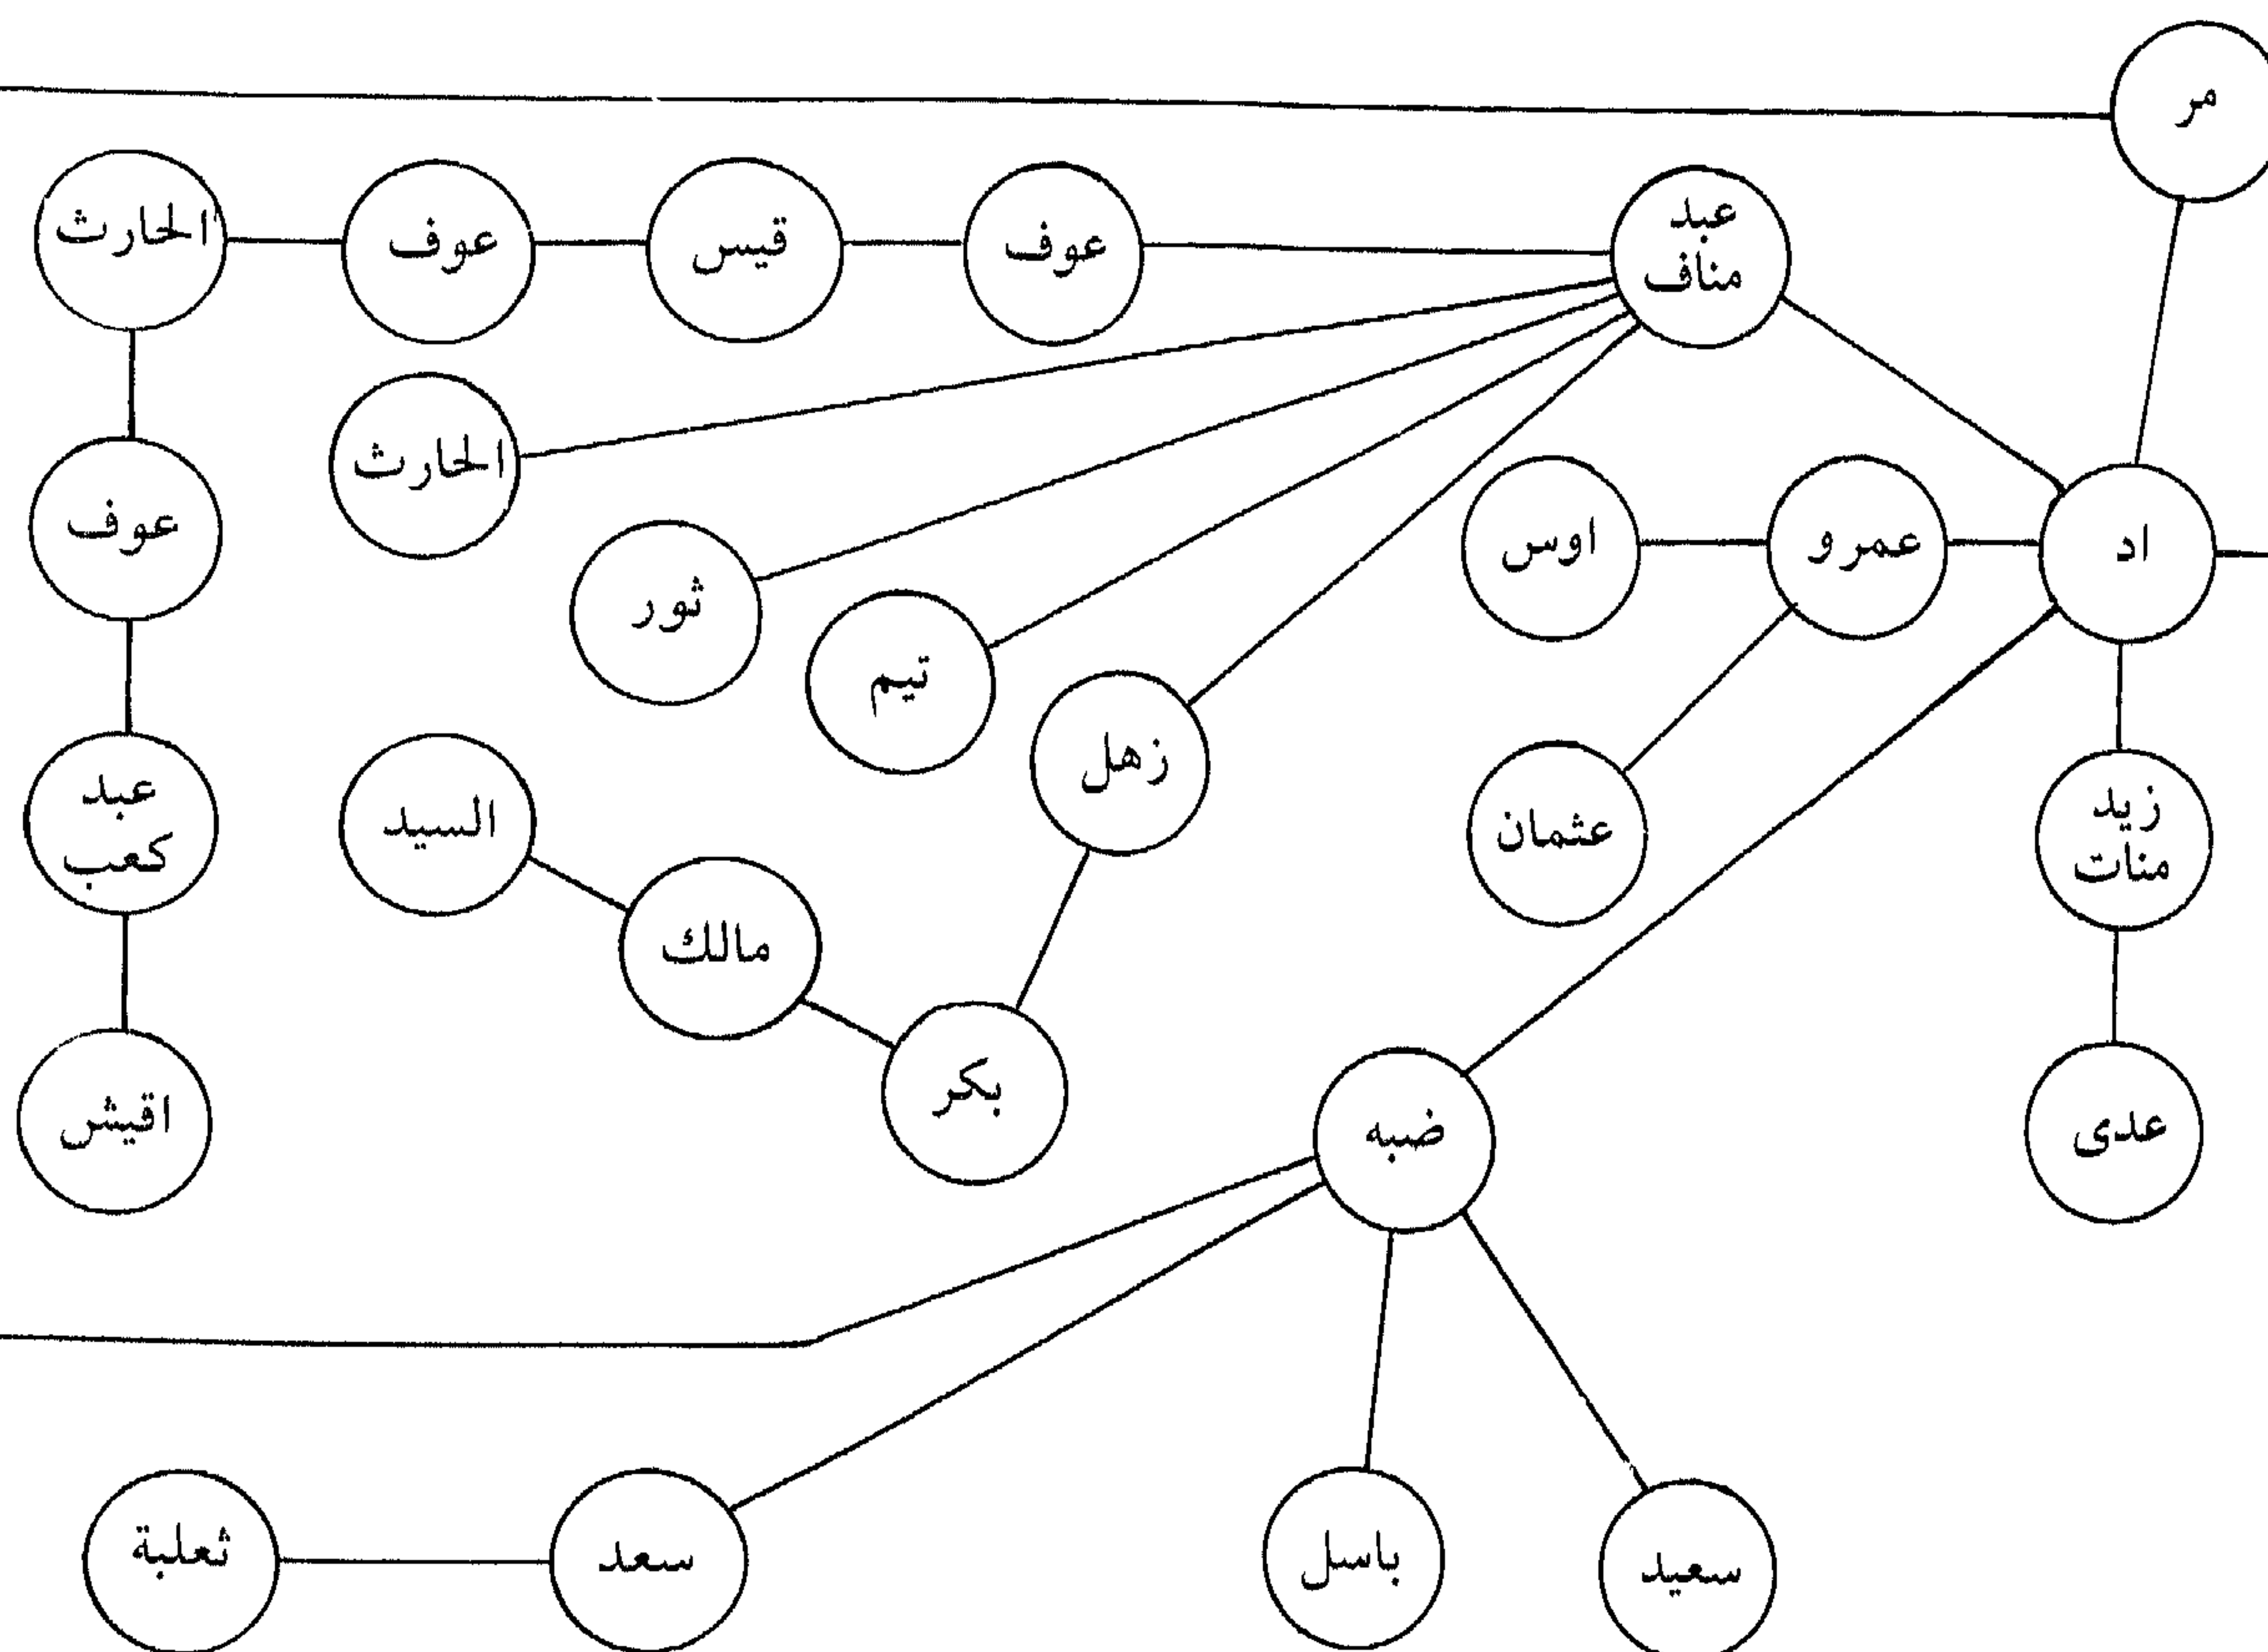 مر
عبد
مناف
عوف
قيس
عوف
الحارث
الحارث
اد
عمرو
اوس
عوف
ثور
تيم
زهل
زيد
منات
عثمان
السيد
عبد
كعب
مالك
بكر
عدى
ضبه
اقيش
سعيد
باسل
سعد
ثعلبة